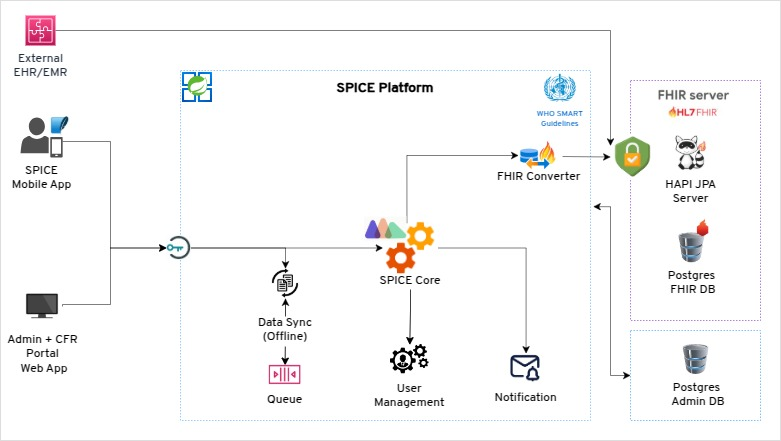 External
EHR/EMR
SPICE Platform
WHO SMART
Guidelines
FHIR server
HL7 FHIR
SPICE
Mobile App
FHIR Converter
HAPI JPA
Server
SPICE Core
Postgres
FHIR DB
Data Sync
(Offline)
Admin + CFR
Portal
Web App
Queue
User
Management
Notification
Postgres
Admin DB